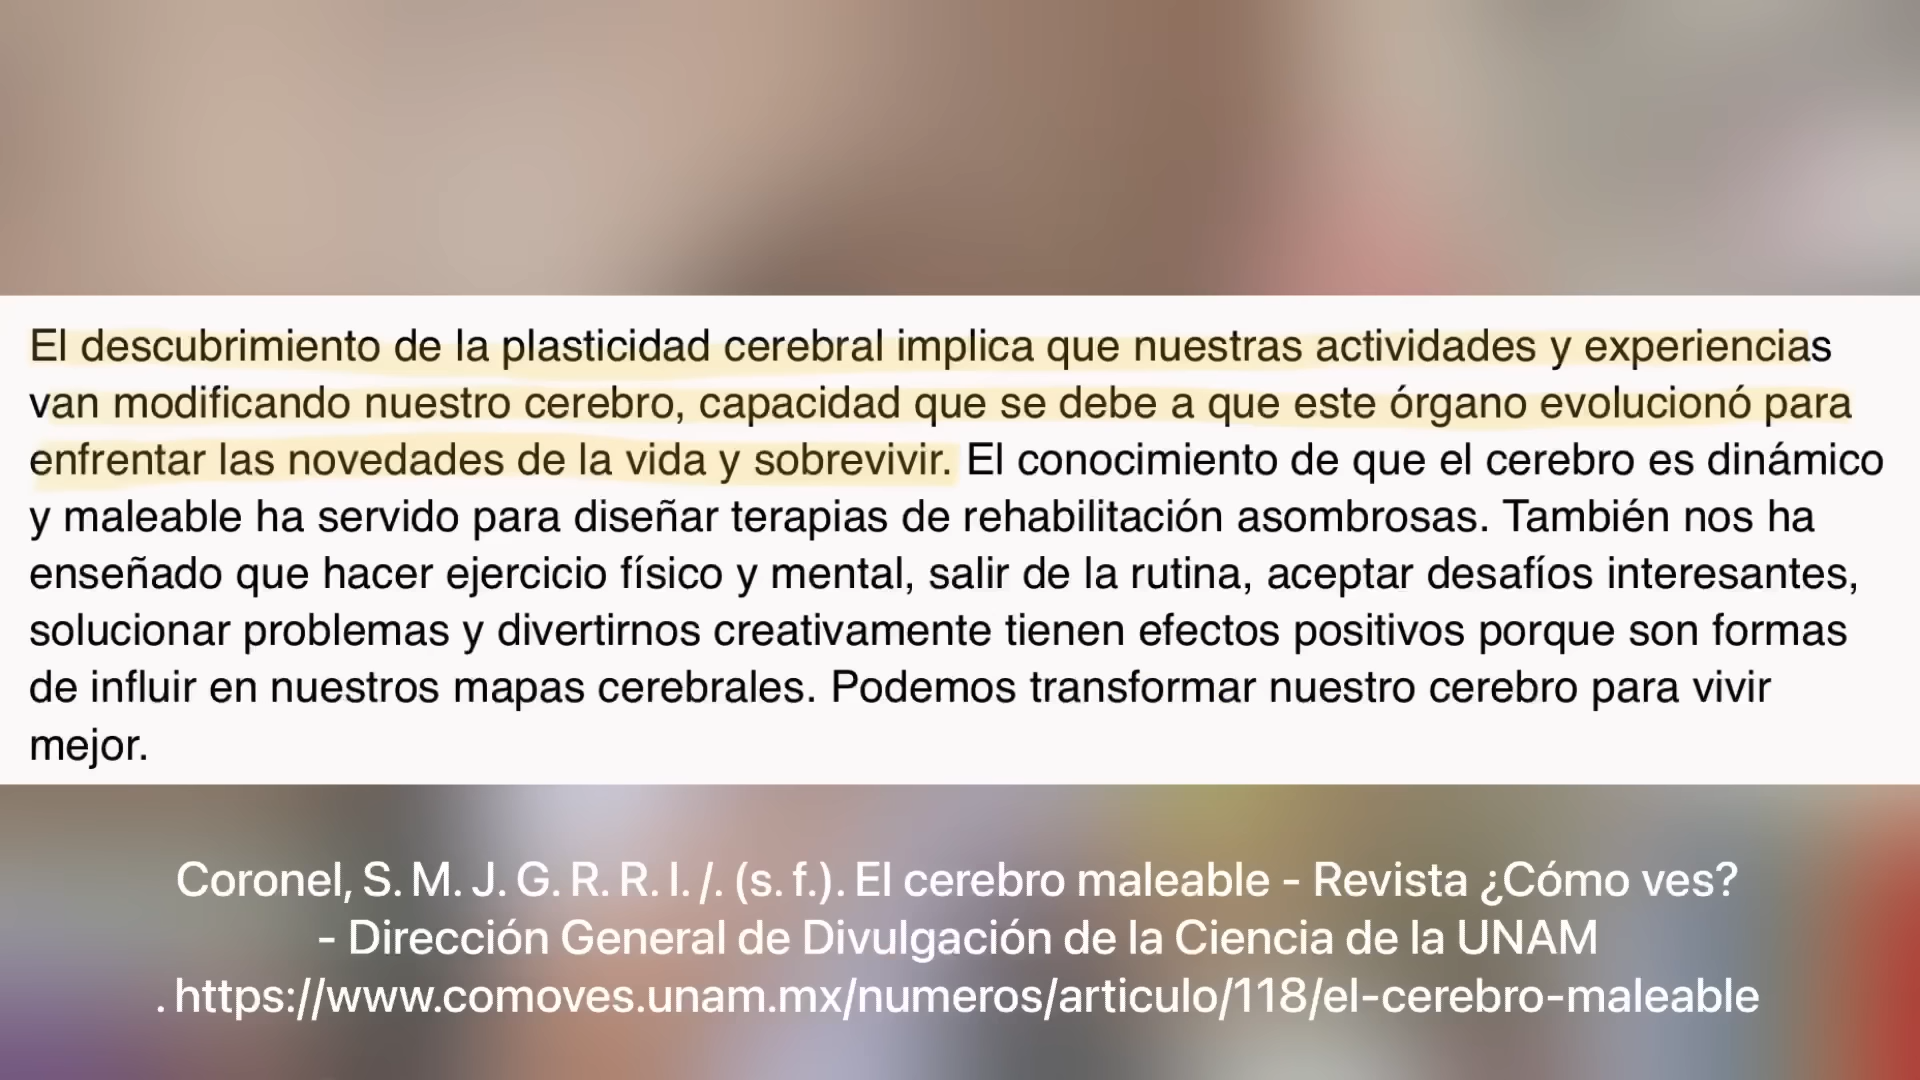 El descubrimiento de la plasticidad cerebral implica que nuestras actividades y experiencias
van modificando nuestro cerebro, capacidad que se debe a que este órgano evolucionó para
enfrentar las novedades de la vida y sobrevivir. El conocimiento de que el cerebro es dinámico
y maleable ha servido para diseñar terapias de rehabilitación asombrosas. También nos ha
enseñado que hacer ejercicio físico y mental, salir de la rutina, aceptar desafíos interesantes,
solucionar problemas y divertirnos creativamente tienen efectos positivos porque son formas
de influir en nuestros mapas cerebrales. Podemos transformar nuestro cerebro para vivir
mejor.
Coronel, S. M. J. G. R. R. I. /. (s. f.). El cerebro maleable - Revista ¿Cómo ves?
- Dirección General de Divulgación de la Ciencia de la UNAM
. https://www.comoves.unam.mx/numeros/articulo/118/el-cerebro-maleable